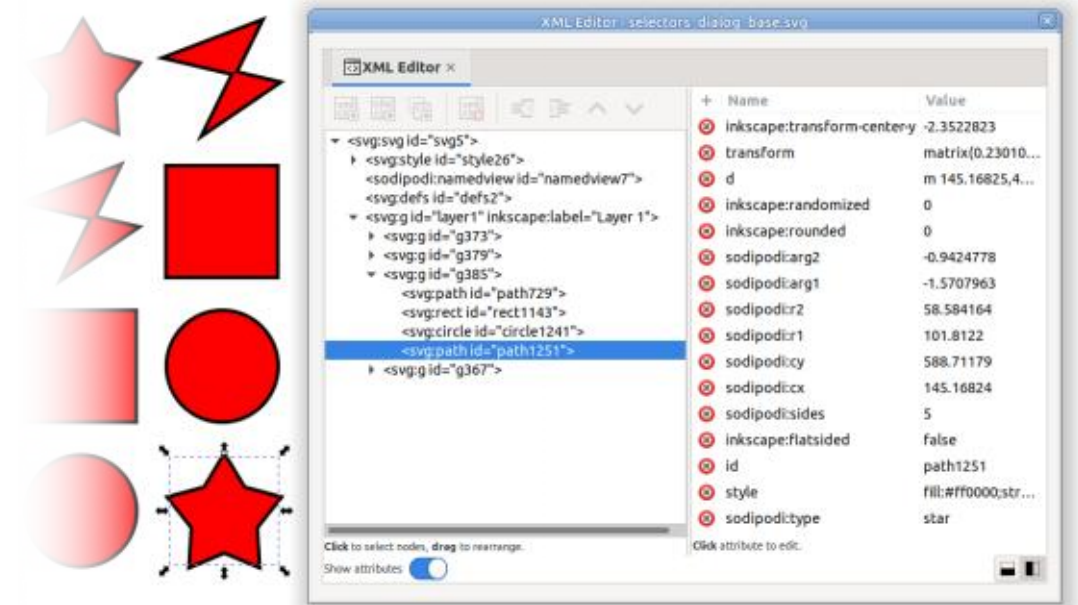 XML Editor - selectors_dialog_base.svg
XML Editor ×
<svg:svg id="svg5">
<svg:style id="style26">
<sodipodi:namedview id="namedview7">
<svg:defs id="defs2">
<svg:g id="layer1" inkscape:label="Layer 1">
<svg:g id="g373">
<svg:g id="g379">
<svg:g id="g385">
<svg:path id="path729">
<svg:rect id="rect1143">
<svg:circle id="circle1241">
<svg:path id="path1251">
<svg:g id="g367">
Click to select nodes, drag to rearrange.
Show attributes
+ Name Value
inkscape:transform-center-y -2.3522823
transform matrix(0.23010...
d m 145.16825,4...
inkscape:randomized 0
inkscape:rounded 0
sodipodi:arg2 -0.9424778
sodipodi:arg1 -1.5707963
sodipodi:r2 58.584164
sodipodi:r1 101.8122
sodipodi:cy 588.71179
sodipodi:cx 145.16824
sodipodi:sides 5
inkscape:flatsided false
id path1251
style fill:#ff0000;str...
sodipodi:type star
Click attribute to edit.